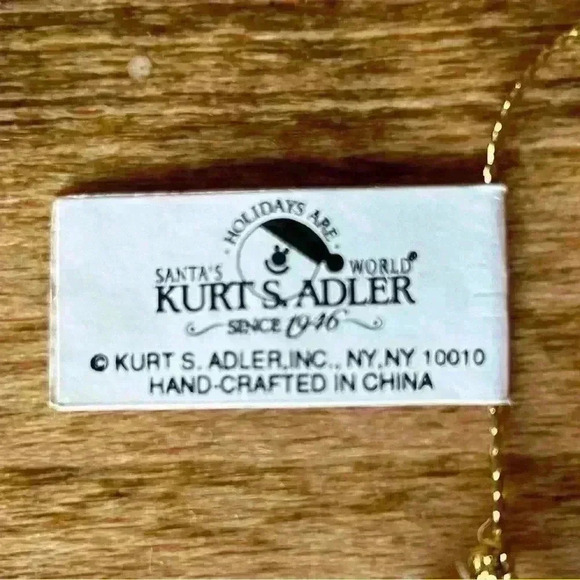 HOLIDAYS ARE
SANTA'S WORLD®
KURT S. ADLER
SINCE 1946
© KURT S. ADLER,INC., NY,NY 10010
HAND-CRAFTED IN CHINA